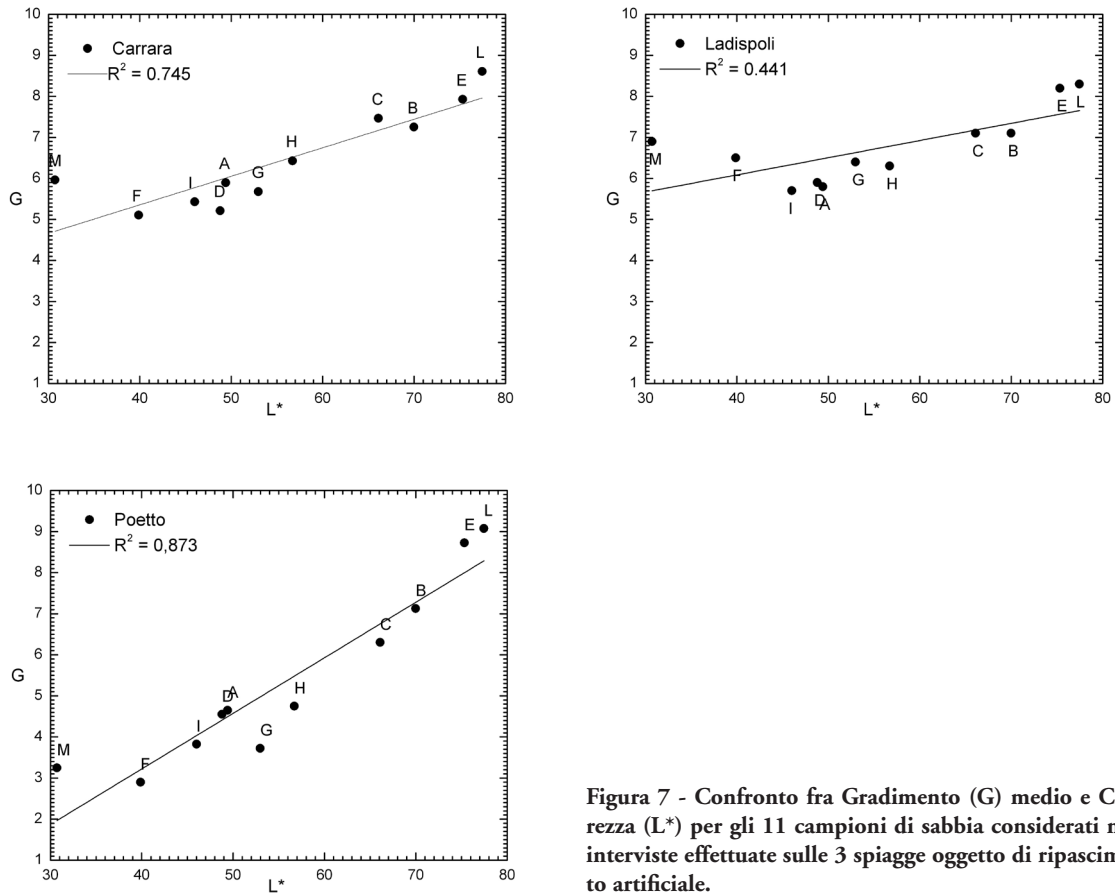 10
9
8
7
6
5
4
3
2
1
G
Carrara
R² = 0.745
M
F
I
A
D
G
H
C
B
E
L
30 40 50 60 70 80
L*
10
9
8
7
6
5
4
3
2
1
G
Ladispoli
R² = 0.441
M
F
I
D
A
G
H
C
B
E
L
30 40 50 60 70 80
L*
10
9
8
7
6
5
4
3
2
1
G
Poetto
R² = 0,873
M
F
I
D
A
G
H
C
B
E
L
30 40 50 60 70 80
L*
Figura 7 - Confronto fra Gradimento (G) medio e C
rezza (L*) per gli 11 campioni di sabbia considerati n
interviste effettuate sulle 3 spiagge oggetto di ripascim
to artificiale.